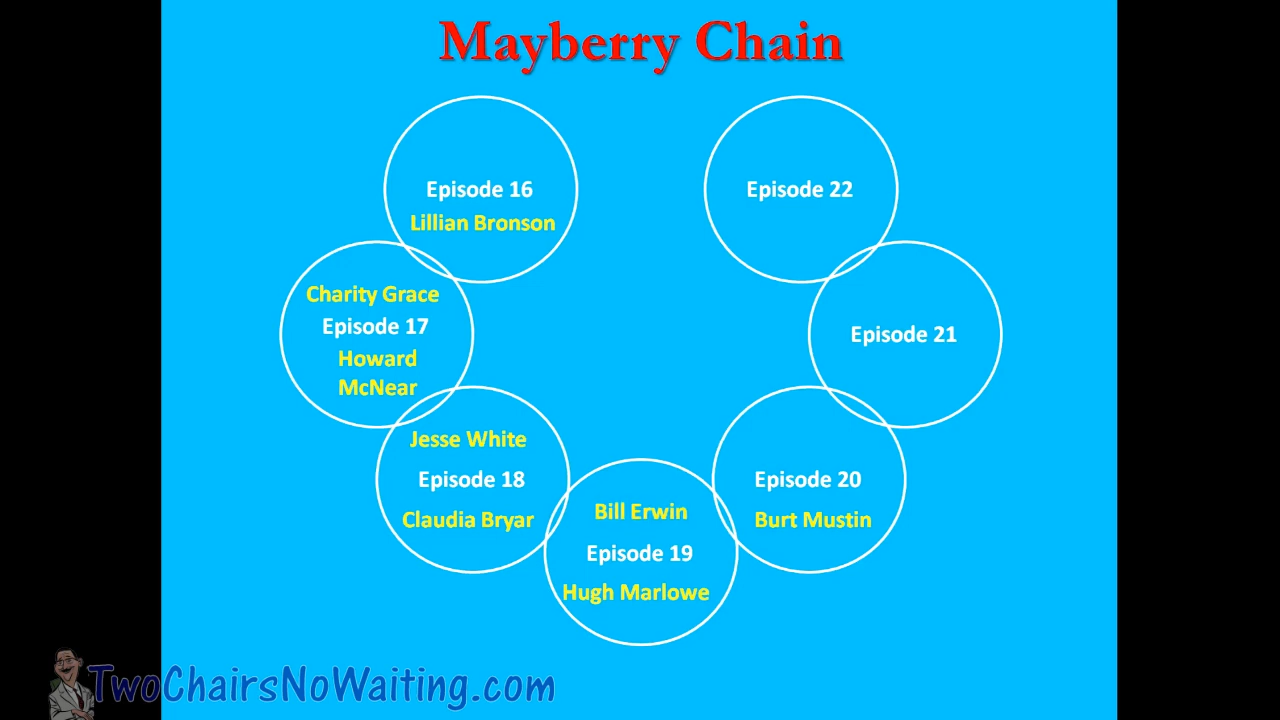 Mayberry Chain
Episode 16
Lillian Bronson
Episode 22
Charity Grace
Episode 17
Howard
McNear
Episode 21
Jesse White
Episode 18
Claudia Bryar
Bill Erwin
Episode 19
Hugh Marlowe
Episode 20
Burt Mustin
TwoChairsNoWaiting.com